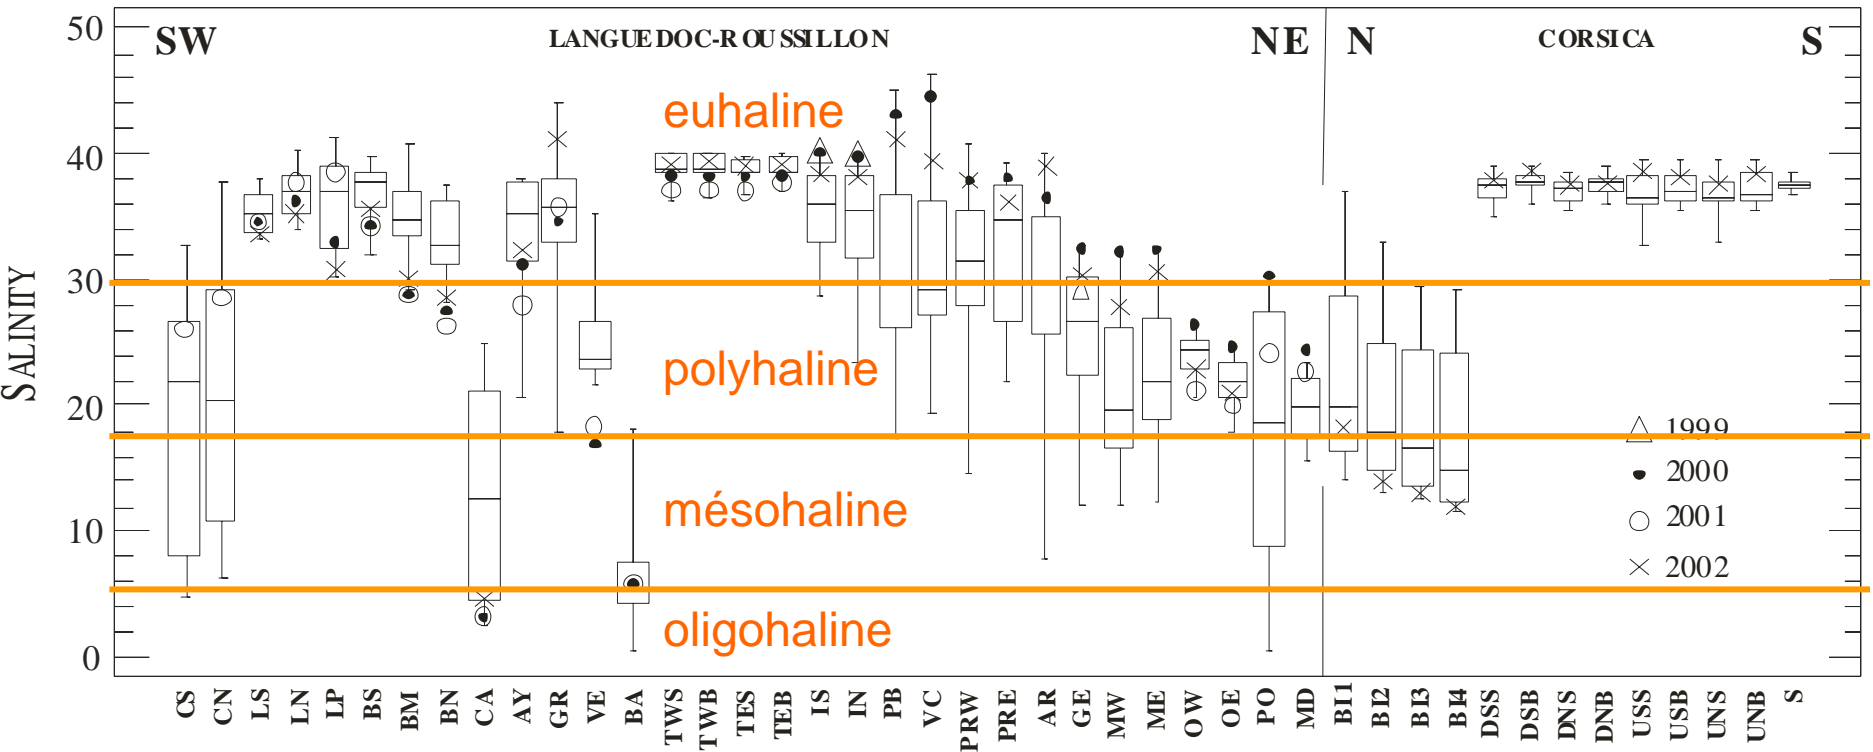 50
SW LANGUEDOC-ROUSSILLON NE N CORSICA S
euhaline
40
30
SALINITY
polyhaline
20
1999
2000
mésohaline
2001
10
2002
oligohaline
0
CS CN LS LN LP BS BM BN CA AY GR VE BA TWS TWB TES TEB IS IN PB VC PRW PRE AR GE MW ME OW OE PO MD BI1 BI2 BI3 BI4 DSS DSB DNS DNB USS USB UNS UNB S